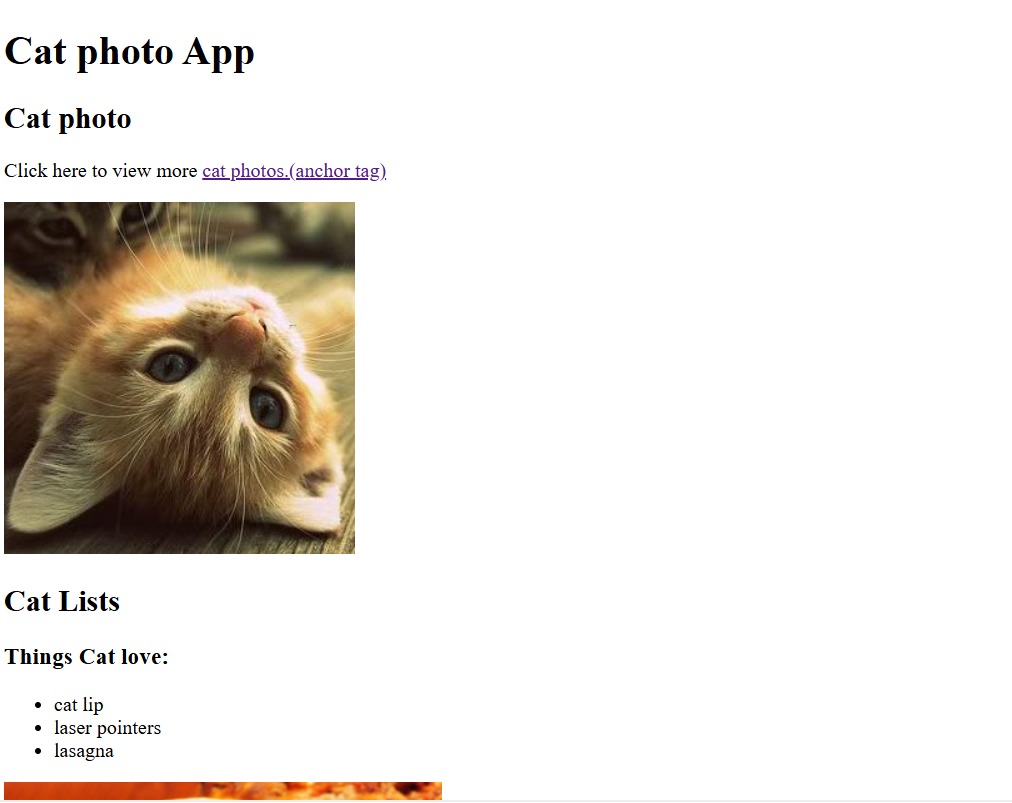 Cat photo App
Cat photo
Click here to view more cat photos.(anchor tag)
Cat Lists
Things Cat love:
cat lip
laser pointers
lasagna